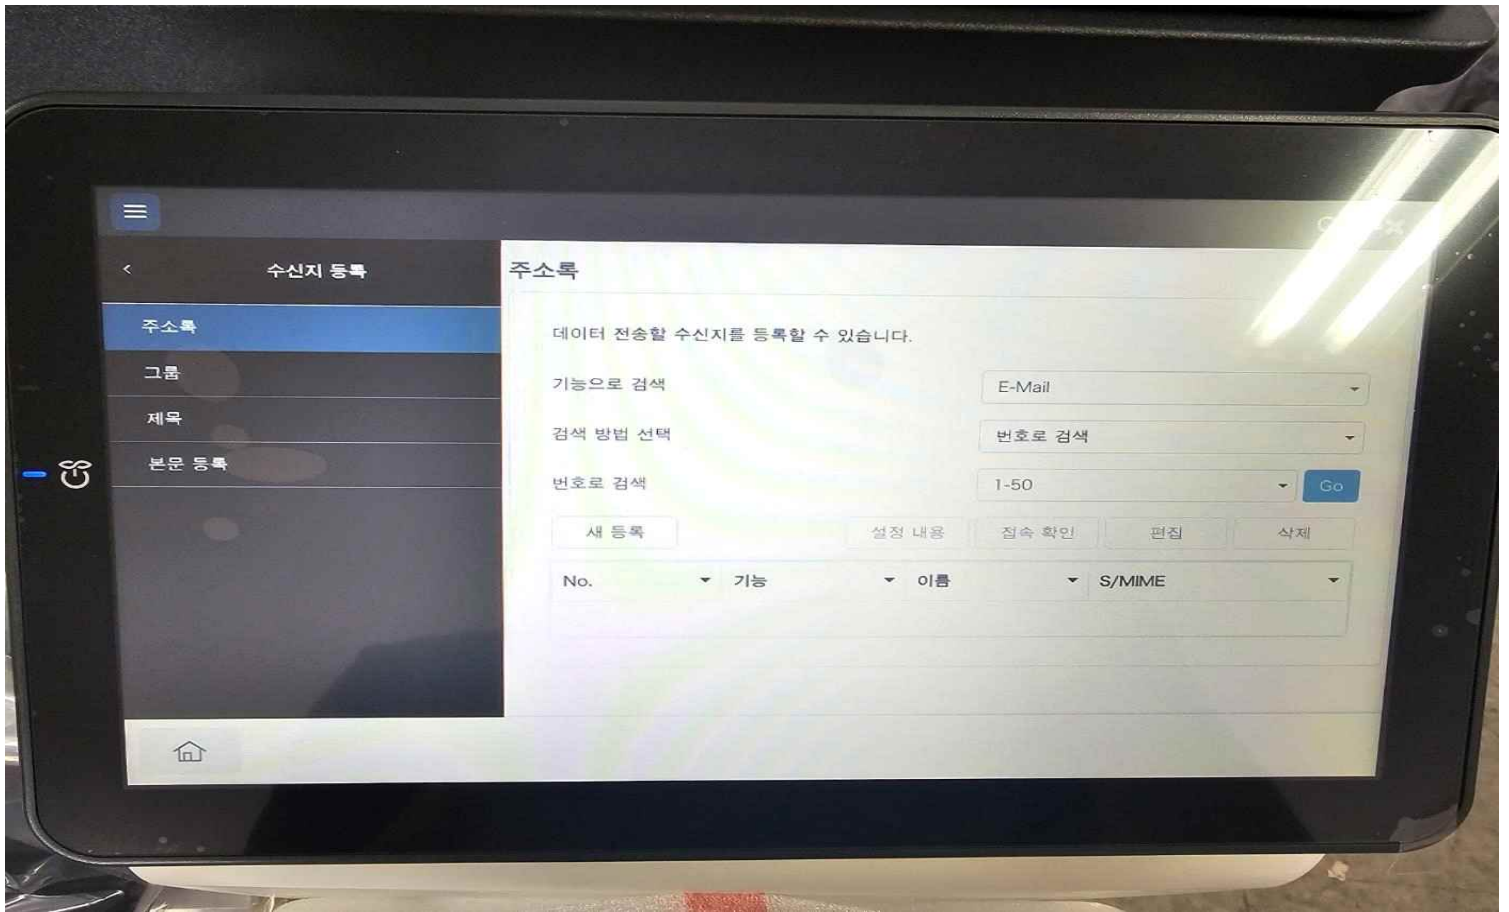 수신지 등록
주소록
그룹
제목
본문 등록
주소록
데이터 전송할 수신지를 등록할 수 있습니다.
기능으로 검색 E-Mail
검색 방법 선택 번호로 검색
번호로 검색 1-50 Go
새 등록 설정 내용 접속 확인 편집 삭제
No. 기능 이름 S/MIME